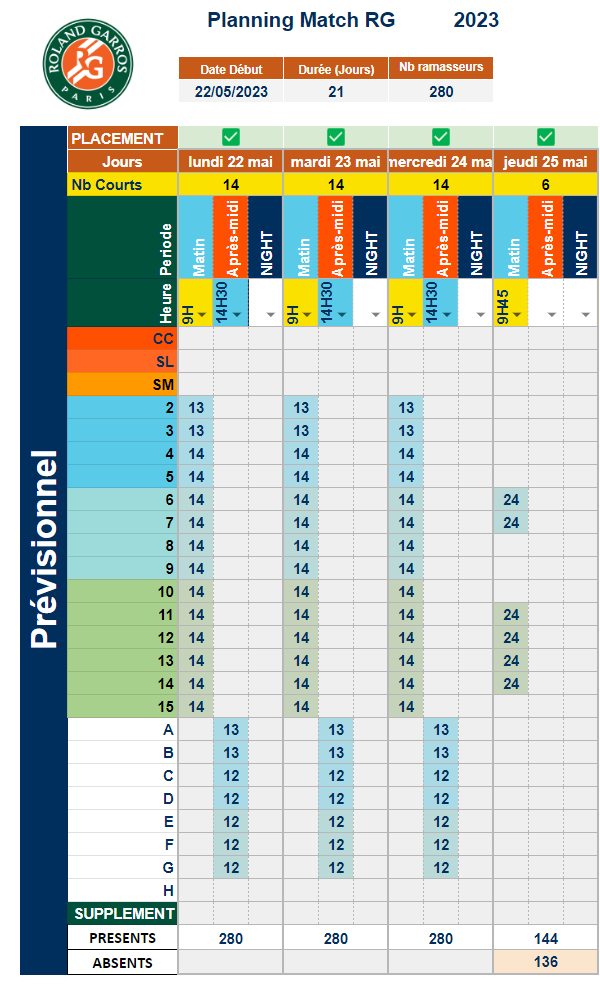 Planning Match RG 2023
ROLAND GARROS
RG
PARIS
Date Début Durée (Jours) Nb ramasseurs
22/05/2023 21 280
Prévisionnel
PLACEMENT
Jours lundi 22 mai mardi 23 mai mercredi 24 mai jeudi 25 mai
Nb Courts 14 14 14 6
Periode Matin Après-midi NIGHT Matin Après-midi NIGHT Matin Après-midi NIGHT Matin Après-midi NIGHT
Heure 9H 14H30 9H 14H30 9H 14H30 9H45
CC
SL
SM
2 13 13 13
3 13 13 13
4 14 14 14
5 14 14 14
6 14 14 14 24
7 14 14 14 24
8 14 14 14
9 14 14 14
10 14 14 14
11 14 14 14 24
12 14 14 14 24
13 14 14 14 24
14 14 14 14 24
15 14 14 14
A 13 13 13
B 13 13 13
C 12 12 12
D 12 12 12
E 12 12 12
F 12 12 12
G 12 12 12
H
SUPPLEMENT
PRESENTS 280 280 280 144
ABSENTS 136